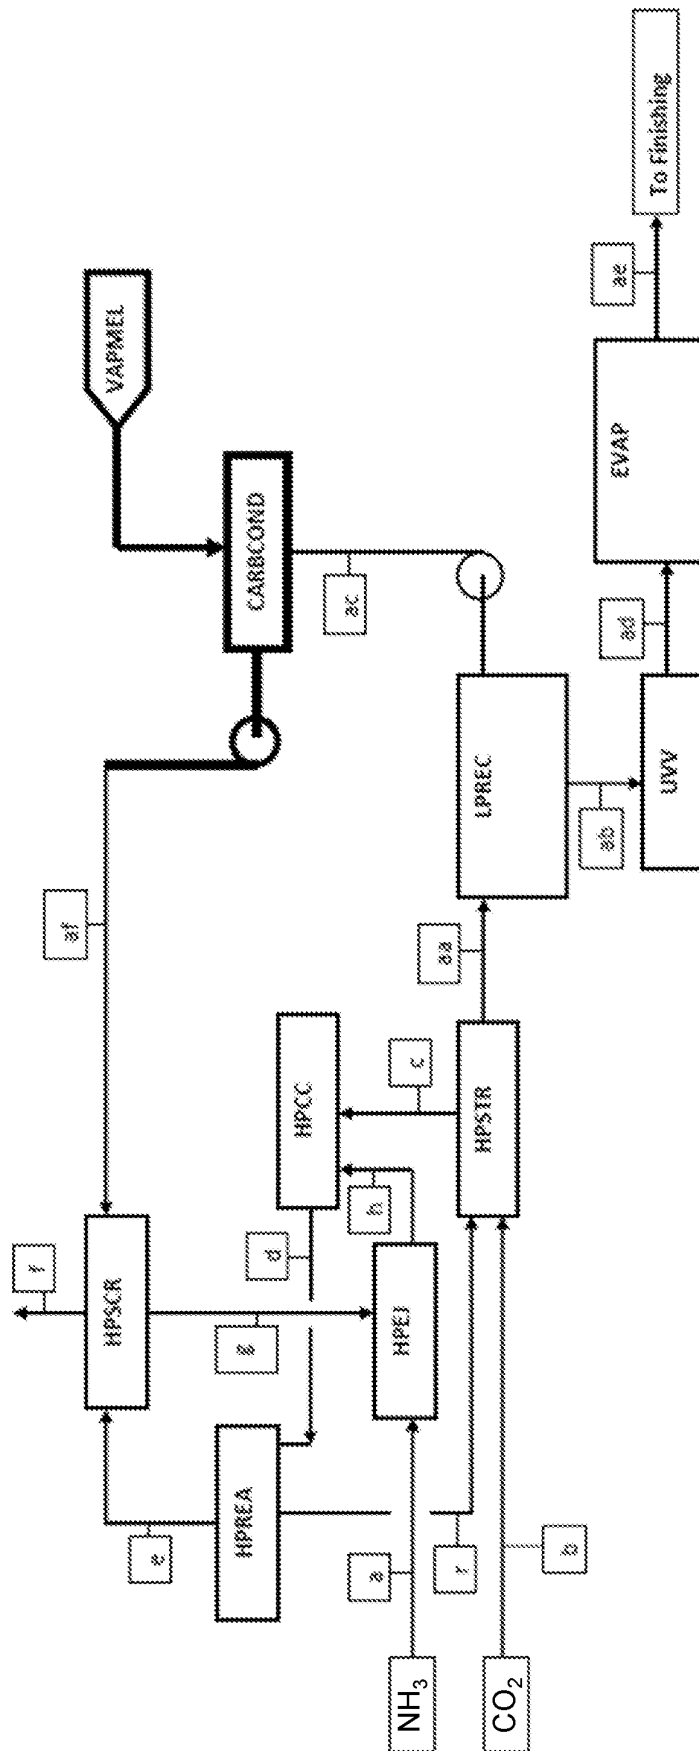 f
af
HPSCR
VAPMEL
e
HPREA
g
CARBCOND
d
HPCC
ac
a
h
HPEJ
c
NH₃
aa
r
HPSTR
LPREC
CO₂
b
ab
ad
ae
EVAP
To Finishing
UVV